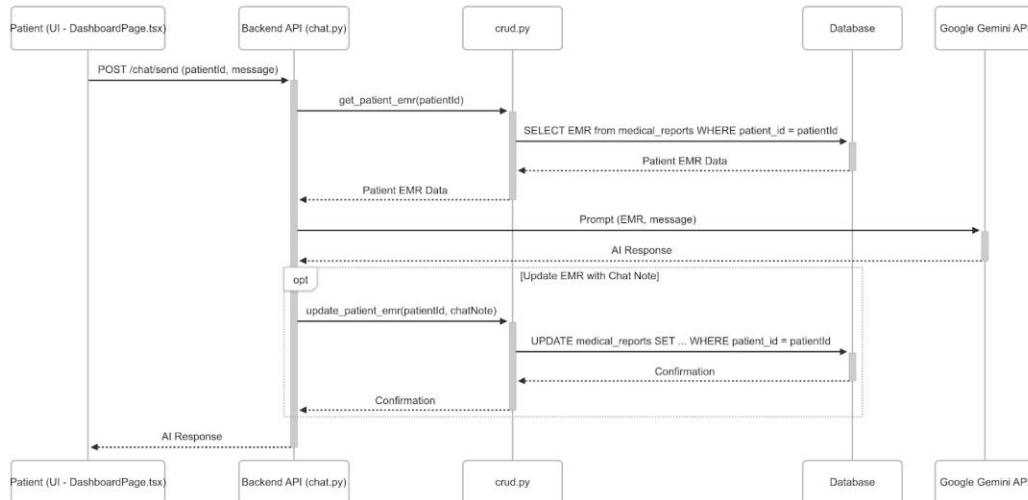 Patient (UI - DashboardPage.tsx)
Backend API (chat.py)
crud.py
Database
Google Gemini API
POST /chat/send (patientId, message)
get_patient_emr(patientId)
SELECT EMR from medical_reports WHERE patient_id = patientId
Patient EMR Data
Patient EMR Data
Prompt (EMR, message)
AI Response
opt
[Update EMR with Chat Note]
update_patient_emr(patientId, chatNote)
UPDATE medical_reports SET ... WHERE patient_id = patientId
Confirmation
Confirmation
AI Response
Patient (UI - DashboardPage.tsx)
Backend API (chat.py)
crud.py
Database
Google Gemini API